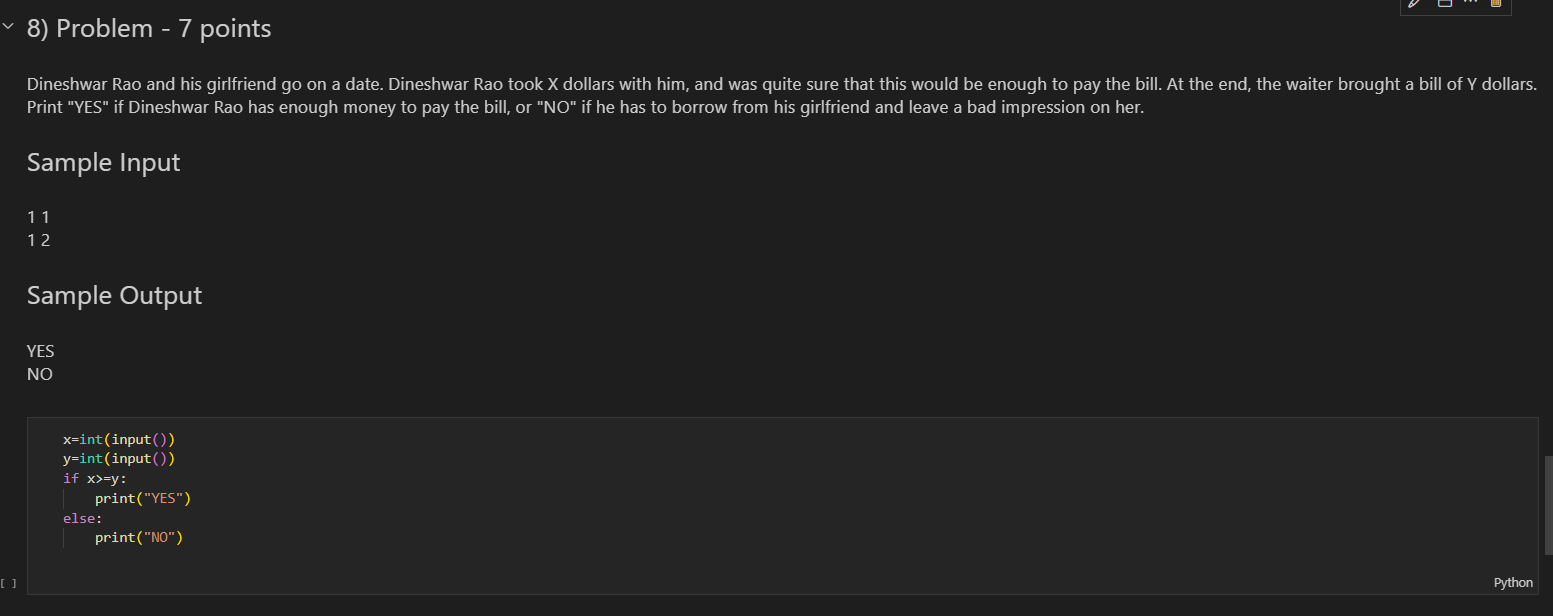 8) Problem - 7 points
Dineshwar Rao and his girlfriend go on a date. Dineshwar Rao took X dollars with him, and was quite sure that this would be enough to pay the bill. At the end, the waiter brought a bill of Y dollars.
Print "YES" if Dineshwar Rao has enough money to pay the bill, or "NO" if he has to borrow from his girlfriend and leave a bad impression on her.
Sample Input
1 1
1 2
Sample Output
YES
NO
x=int(input())
y=int(input())
if x>=y:
    print("YES")
else:
    print("NO")
[ ]
Python